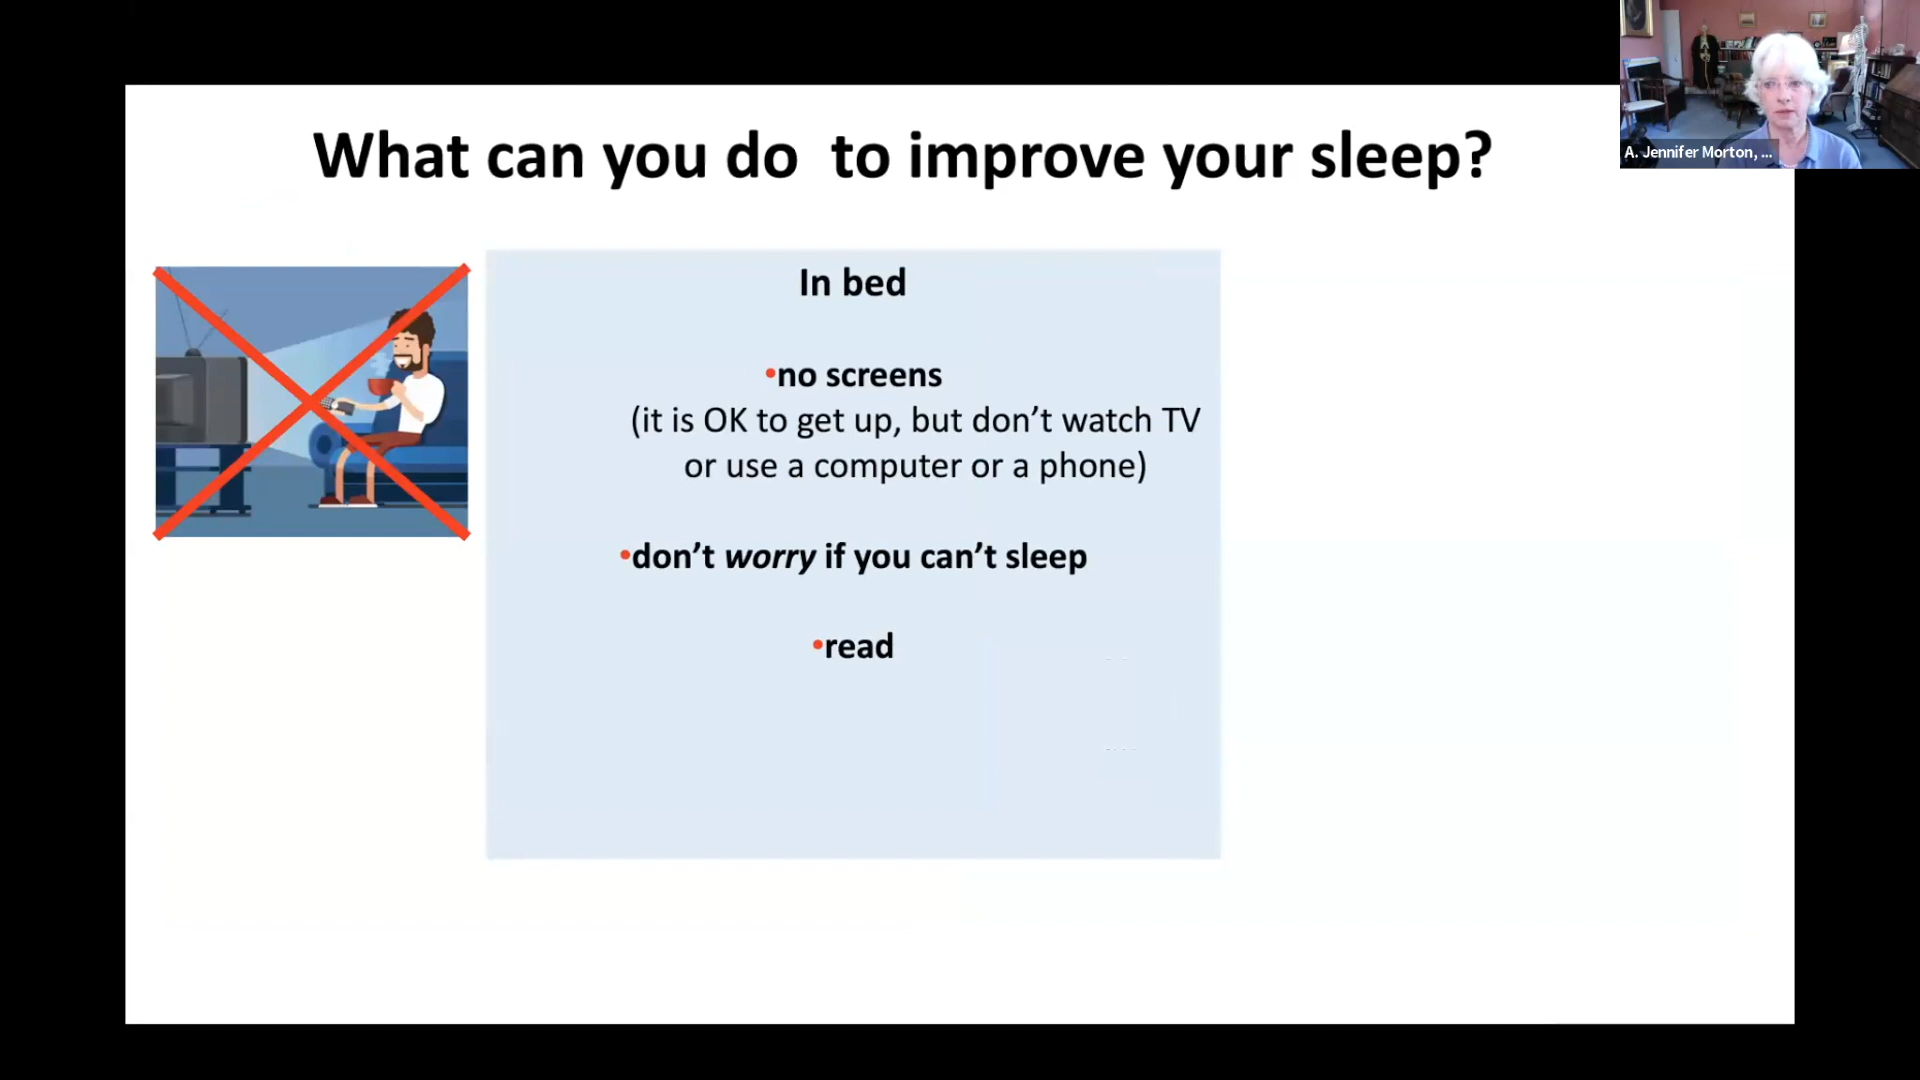 What can you do  to improve your sleep?
A. Jennifer Morton, ...
In bed
•no screens
(it is OK to get up, but don’t watch TV
or use a computer or a phone)
•don’t worry if you can’t sleep
•read